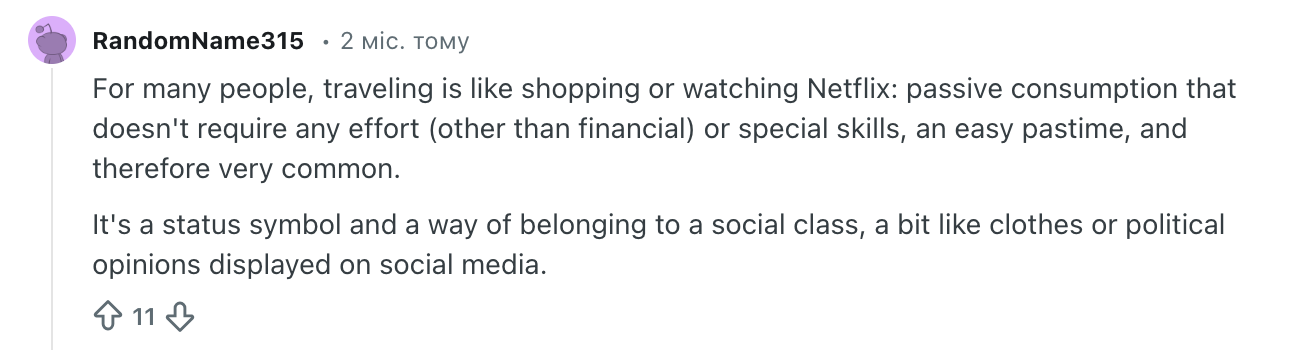 RandomName315 • 2 міс. тому
For many people, traveling is like shopping or watching Netflix: passive consumption that
doesn't require any effort (other than financial) or special skills, an easy pastime, and
therefore very common.
It's a status symbol and a way of belonging to a social class, a bit like clothes or political
opinions displayed on social media.
11